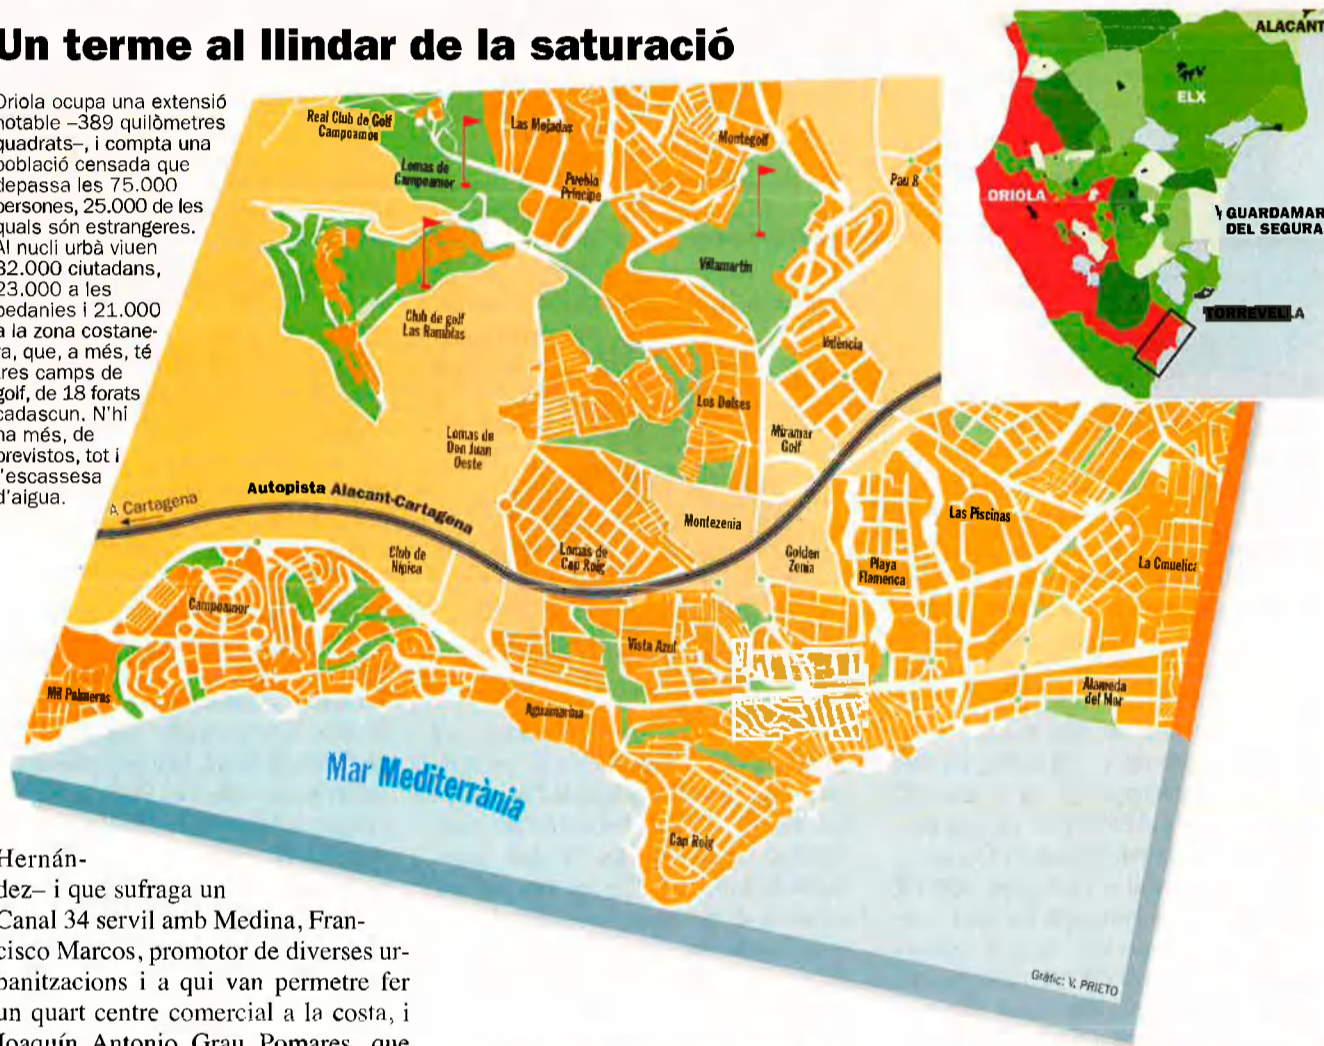 Un terme al llindar de la saturació
Oriola ocupa una extensió
notable –389 quilòmetres
quadrats–, i compta una
població censada que
depassa les 75.000
persones, 25.000 de les
quals són estrangeres.
Al nucli urbà viuen
32.000 ciutadans,
23.000 a les
pedanies i 21.000
a la zona costane-
ra, que, a més, té
tres camps de
golf, de 18 forats
cadascun. N'hi
ha més, de
previstos, tot i
l'escassesa
d'aigua.
Real Club de Golf
Campoamor
Lomas de
Campoamor
Las Mojadas
Puebla
Príncipe
Montegolf
Pau 8
Villamartín
Club de golf
Las Ramblas
València
Los Dolses
Miramar
Golf
Lomas de
Don Juan
Oeste
A Cartagena
Autopista Alacant-Cartagena
Montezenia
Las Piscinas
Club de
Hípica
Lomas de
Cap Roig
Golden
Zenia
Playa
Flamenca
La Cinuelica
Campoamor
Vista Azul
Mil Palmeras
Aguamarina
Alameda
del Mar
Mar Mediterrània
Cap Roig
Gràfic: V. PRIETO
ALACANT
ELX
ORIOLA
GUARDAMAR
DEL SEGURA
TORREVELLA
Hernán-
dez– i que sufraga un
Canal 34 servil amb Medina, Fran-
cisco Marcos, promotor de diverses ur-
banitzacions i a qui van permetre fer
un quart centre comercial a la costa, i
Joaquín Antonio Grau Pomares, que